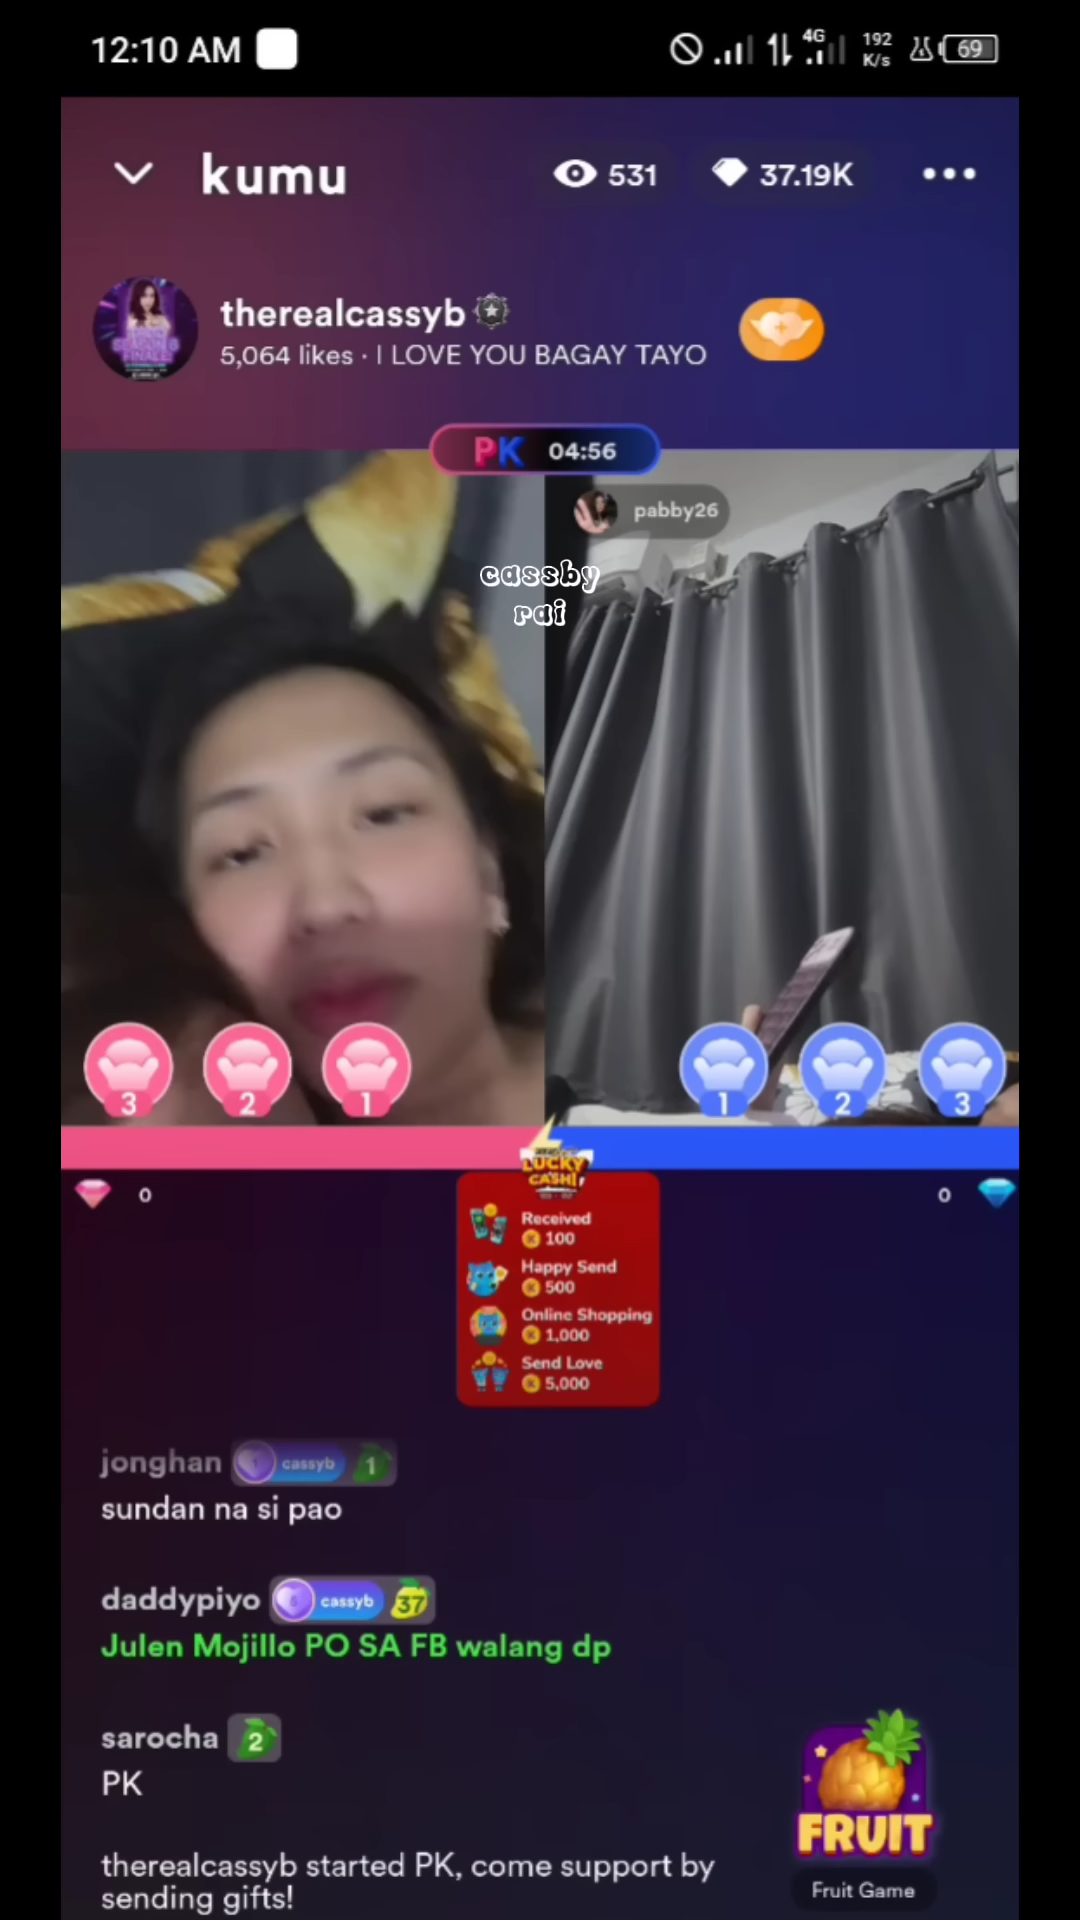 12:10 AM
4G
192
K/s
69
kumu
531
37.19K
therealcassyb
5,064 likes · I LOVE YOU BAGAY TAYO
PK 04:56
pabby26
cassby
rai
3 2 1
1 2 3
LUCKY
CASH!
0
0
Received
100
Happy Send
500
Online Shopping
1,000
Send Love
5,000
jonghan cassyb 1
sundan na si pao
daddypiyo cassyb 37
Julen Mojillo PO SA FB walang dp
sarocha 2
PK
therealcassyb started PK, come support by
sending gifts!
FRUIT
Fruit Game